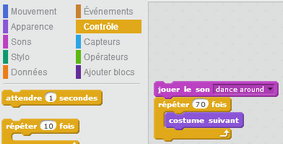 Mouvement Événements
Apparence Contrôle
Sons Capteurs
Stylo Opérateurs
Données Ajouter blocs
attendre 1 secondes
répéter 10 fois
jouer le son dance around
répéter 70 fois
costume suivant